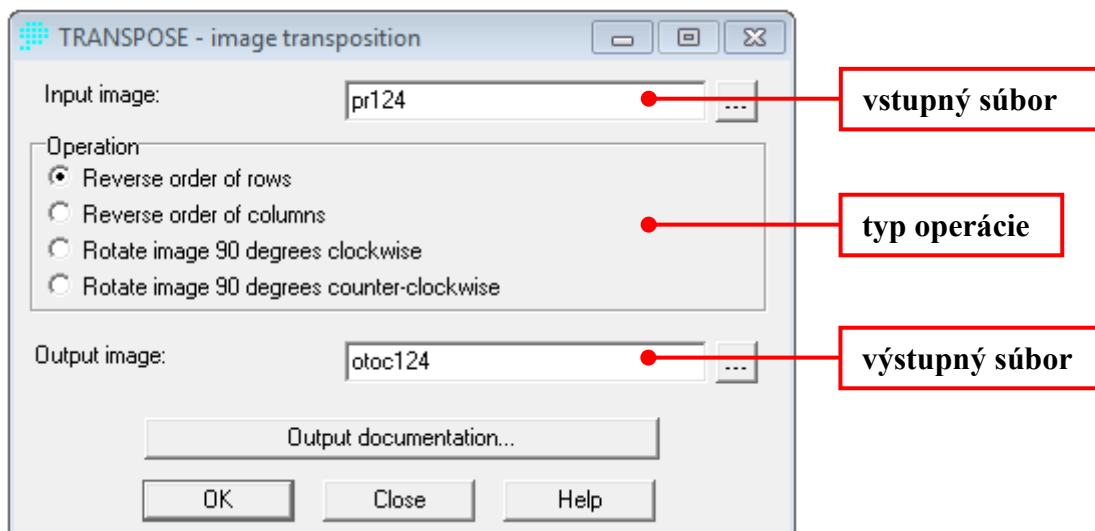 TRANSPOSE - image transposition
Input image:
pr124
...
vstupný súbor
Operation
Reverse order of rows
Reverse order of columns
Rotate image 90 degrees clockwise
Rotate image 90 degrees counter-clockwise
typ operácie
Output image:
otoc124
...
výstupný súbor
Output documentation...
OK
Close
Help